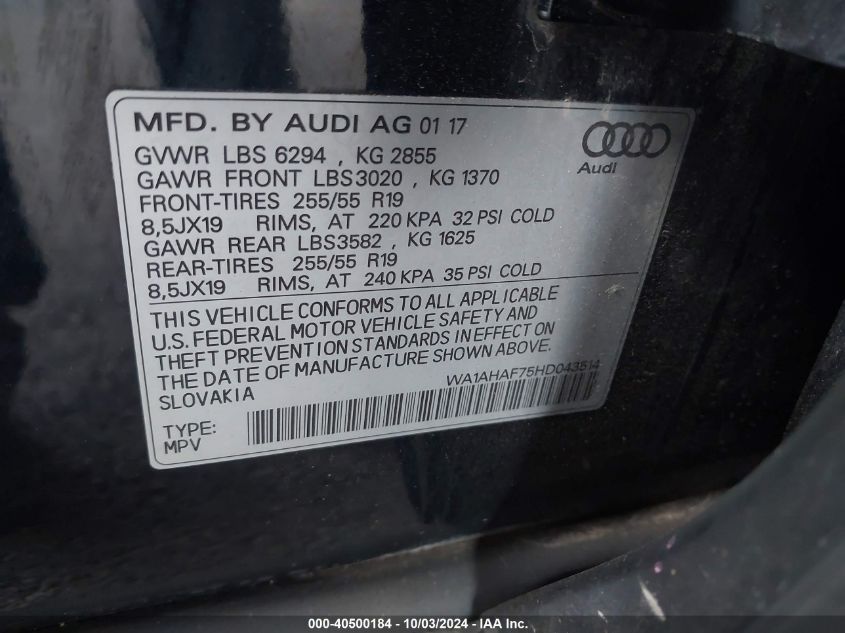 MFD. BY AUDI AG 01 17
GVWR LBS 6294 , KG 2855
GAWR FRONT LBS3020 , KG 1370
FRONT-TIRES 255/55 R19
8,5JX19 RIMS, AT 220 KPA 32 PSI COLD
GAWR REAR LBS3582 , KG 1625
REAR-TIRES 255/55 R19
8,5JX19 RIMS, AT 240 KPA 35 PSI COLD
Audi
THIS VEHICLE CONFORMS TO ALL APPLICABLE
U.S. FEDERAL MOTOR VEHICLE SAFETY AND
THEFT PREVENTION STANDARDS IN EFFECT ON
THE DATE OF MANUFACTURE SHOWN ABOVE.
SLOVAKIA
WA1AHAF75HD043514
TYPE:
MPV
000-40500184 - 10/03/2024 - IAA Inc.